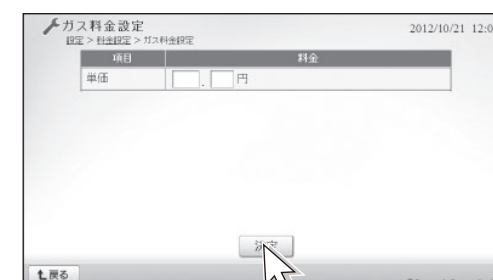 ガス料金設定
2012/10/21 12:0
設定 > 料金設定 > ガス料金設定
項目 料金
単価 . 円
決定
戻る